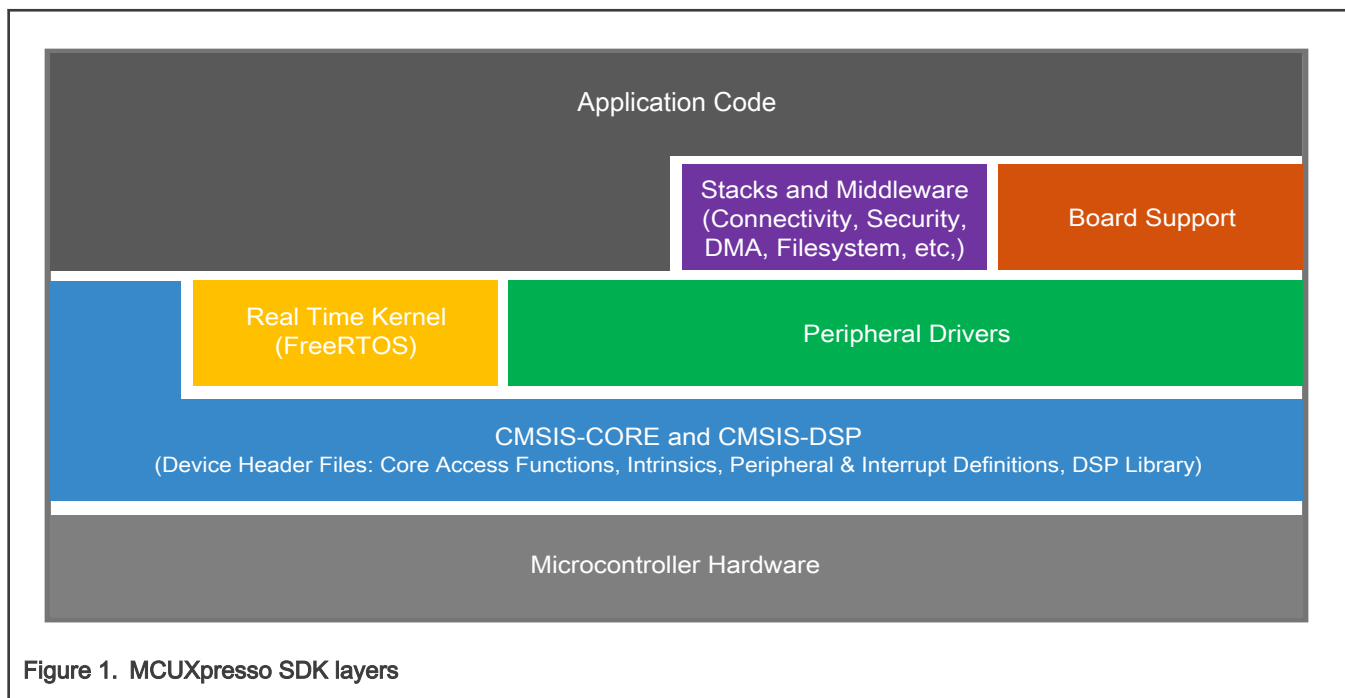 Application Code
Stacks and Middleware
(Connectivity, Security,
DMA, Filesystem, etc,)
Board Support
Real Time Kernel
(FreeRTOS)
Peripheral Drivers
CMSIS-CORE and CMSIS-DSP
(Device Header Files: Core Access Functions, Intrinsics, Peripheral & Interrupt Definitions, DSP Library)
Microcontroller Hardware
Figure 1. MCUXpresso SDK layers